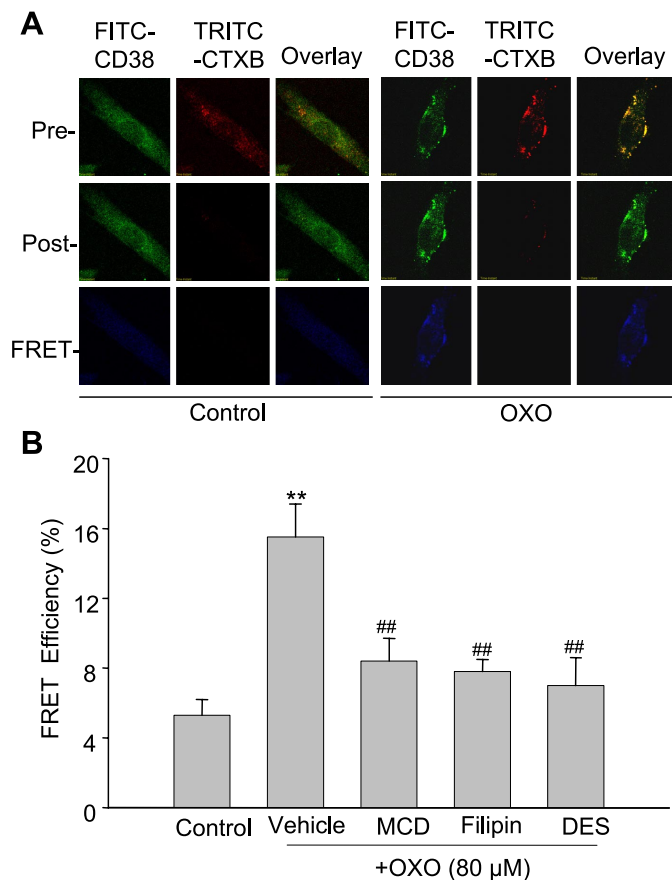 A
FITC- TRITC FITC- TRITC
CD38 -CTXB Overlay CD38 -CTXB Overlay
Pre-
Post-
FRET-
Control OXO
B
FRET Efficiency (%)
20
16
12
8
4
0
**
##
##
##
Control Vehicle MCD Filipin DES
+OXO (80 µM)